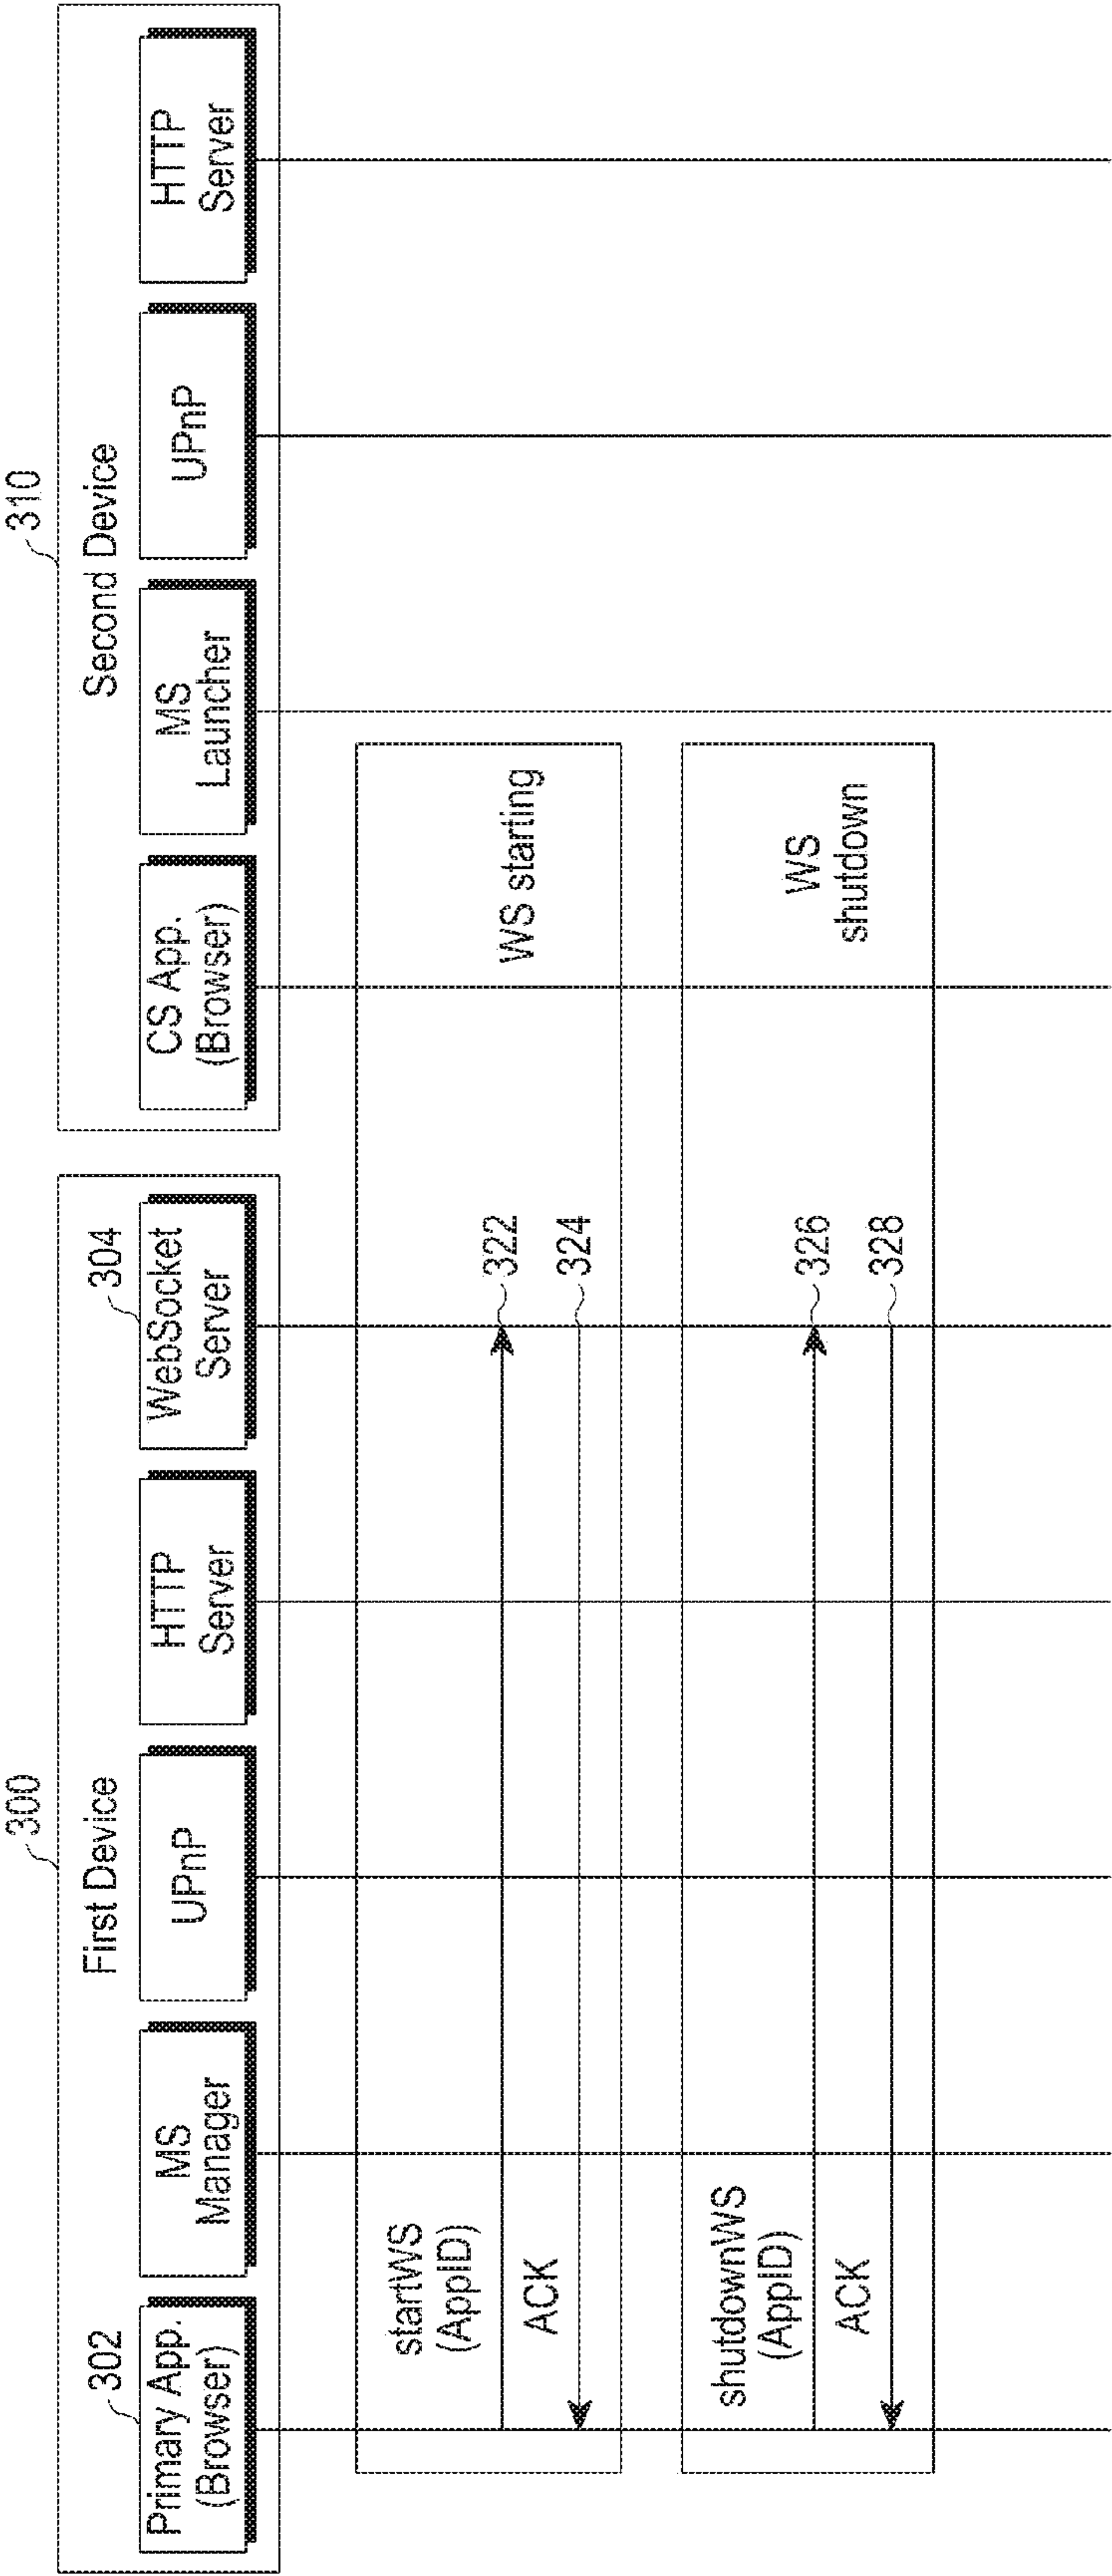 300
First Device
302
Primary App.
(Browser)
MS
Manager
UPnP
HTTP
Server
304
WebSocket
Server
310
Second Device
CS App.
(Browser)
MS
Launcher
UPnP
HTTP
Server
startWS
(AppID)
322
ACK
324
WS starting
shutdownWS
(AppID)
326
ACK
328
WS
shutdown